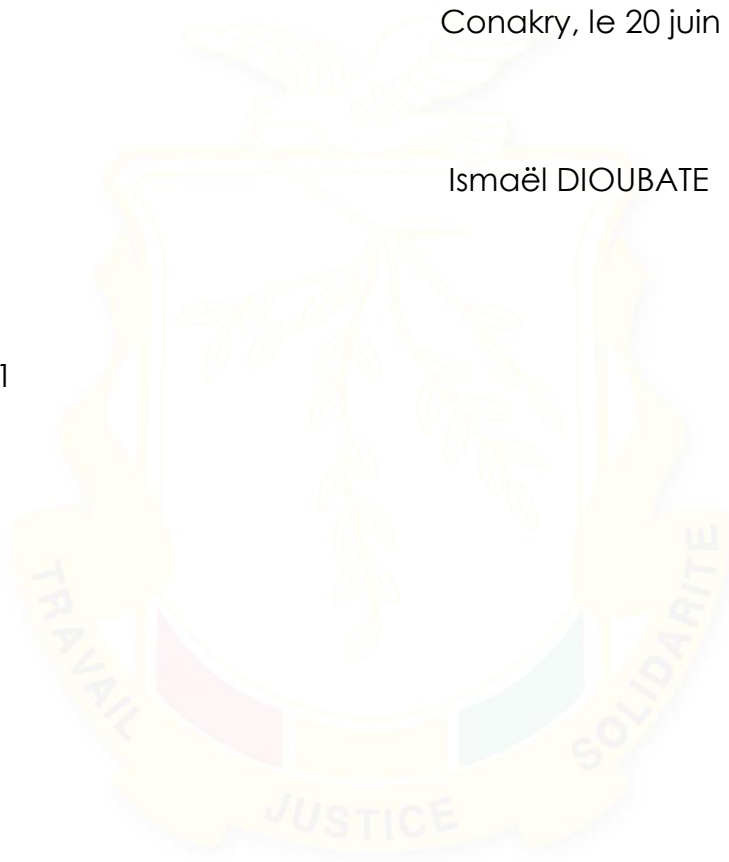 Conakry, le 20 juin
Ismaël DIOUBATE
1
TRAVAIL
JUSTICE
SOLIDARITE